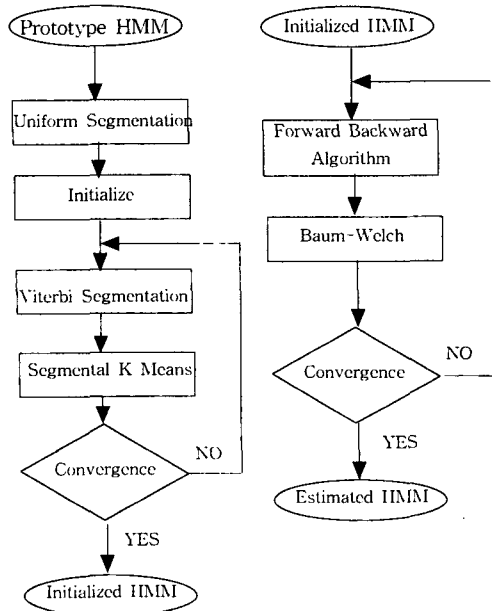 Prototype HMM
Uniform Segmentation
Initialize
Viterbi Segmentation
Segmental K Means
Convergence
NO
YES
Initialized HMM
Initialized HMM
Forward Backward
Algorithm
Baum-Welch
Convergence
NO
YES
Estimated HMM